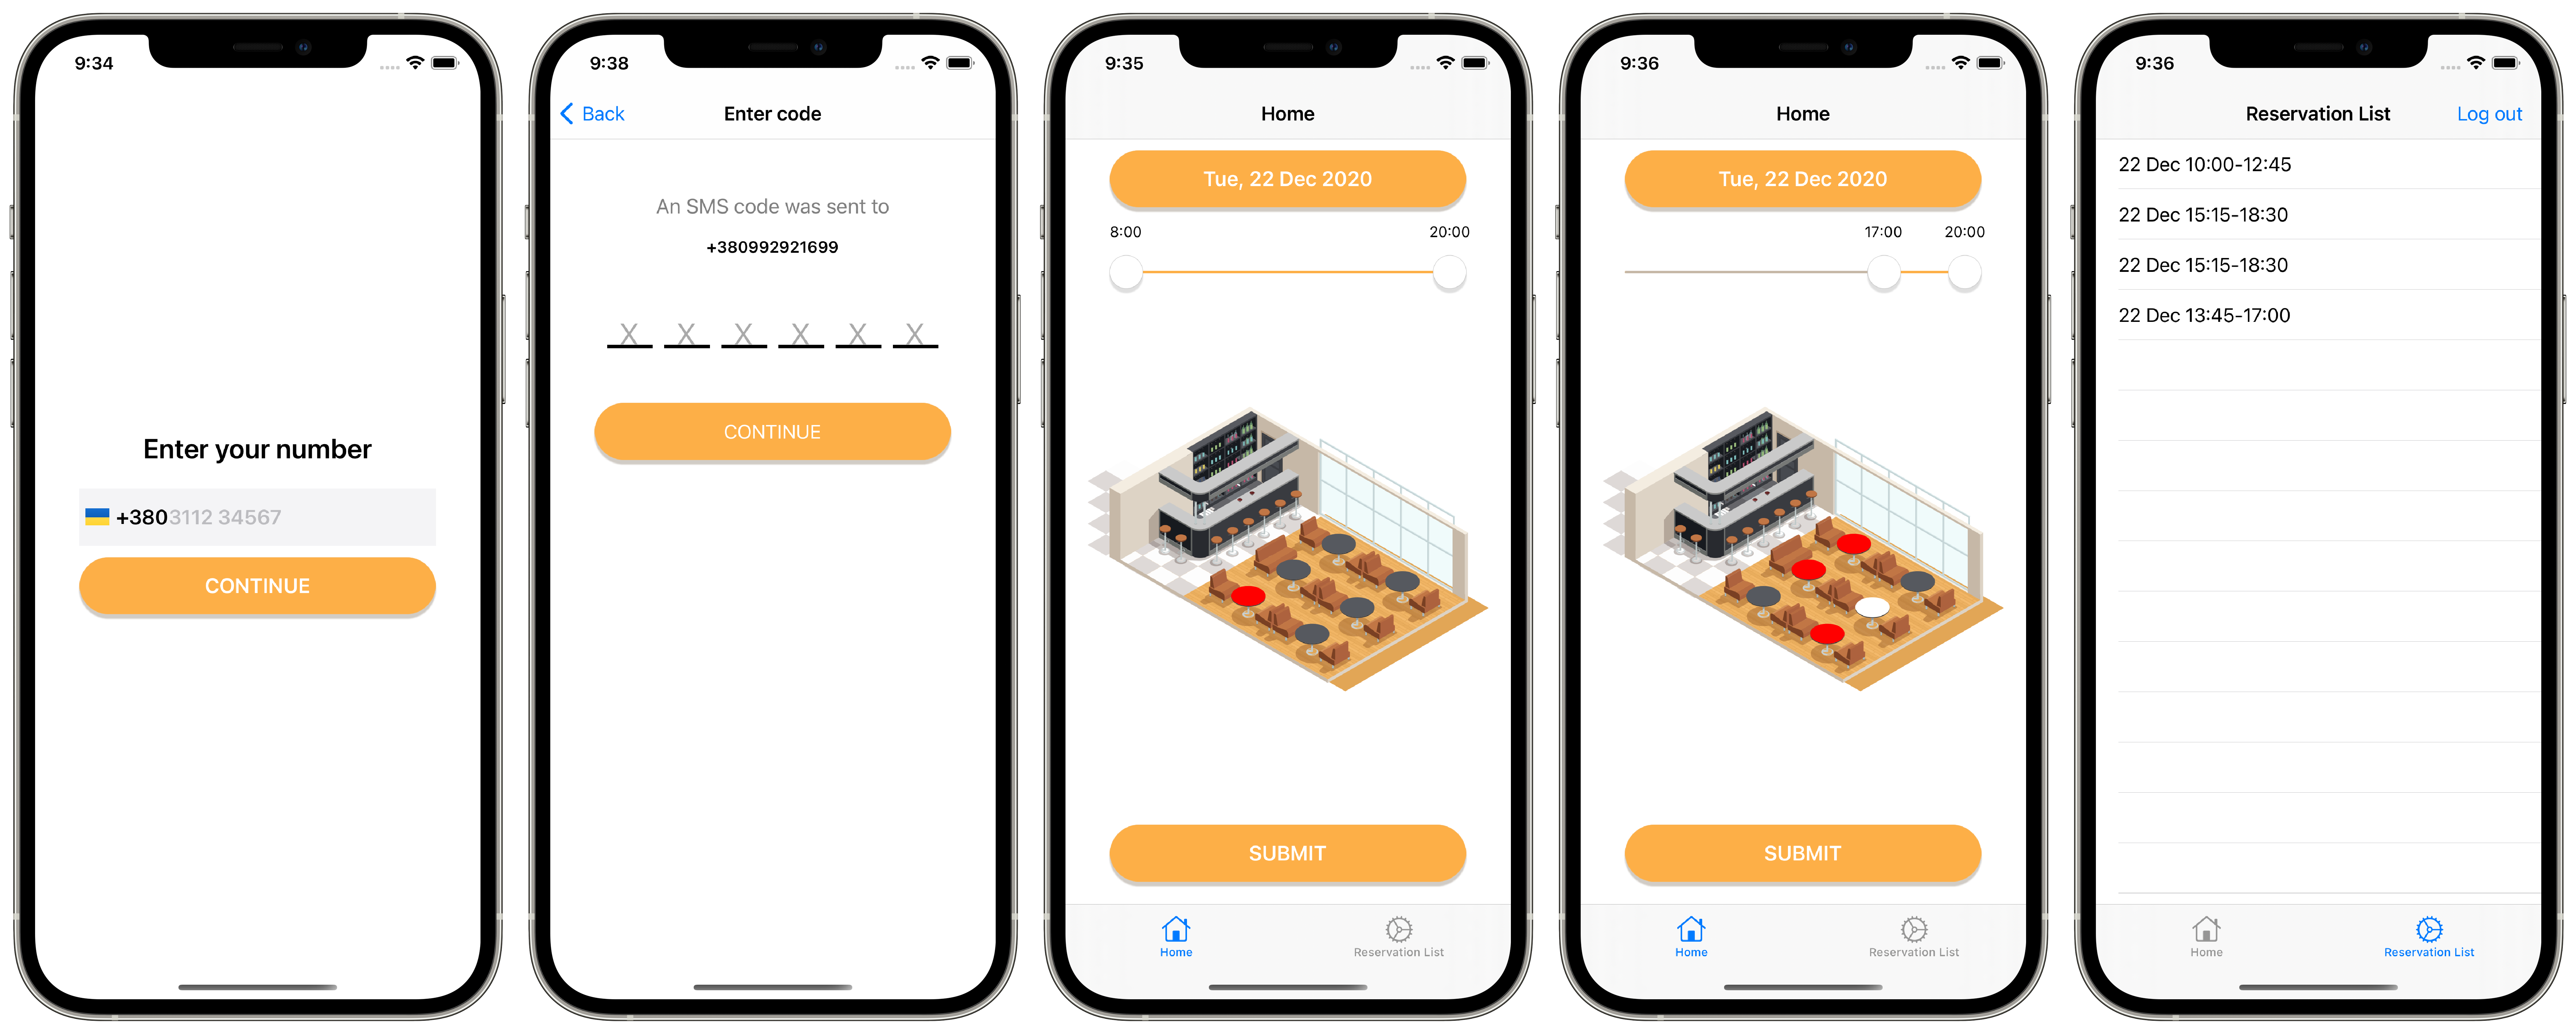 9:34
Enter your number
+3803112 34567
CONTINUE
9:38
Back
Enter code
An SMS code was sent to
+380992921699
X X X X X X
CONTINUE
9:35
Home
Tue, 22 Dec 2020
8:00 20:00
SUBMIT
Home Reservation List
9:36
Home
Tue, 22 Dec 2020
17:00 20:00
SUBMIT
Home Reservation List
9:36
Reservation List Log out
22 Dec 10:00-12:45
22 Dec 15:15-18:30
22 Dec 15:15-18:30
22 Dec 13:45-17:00
Home Reservation List